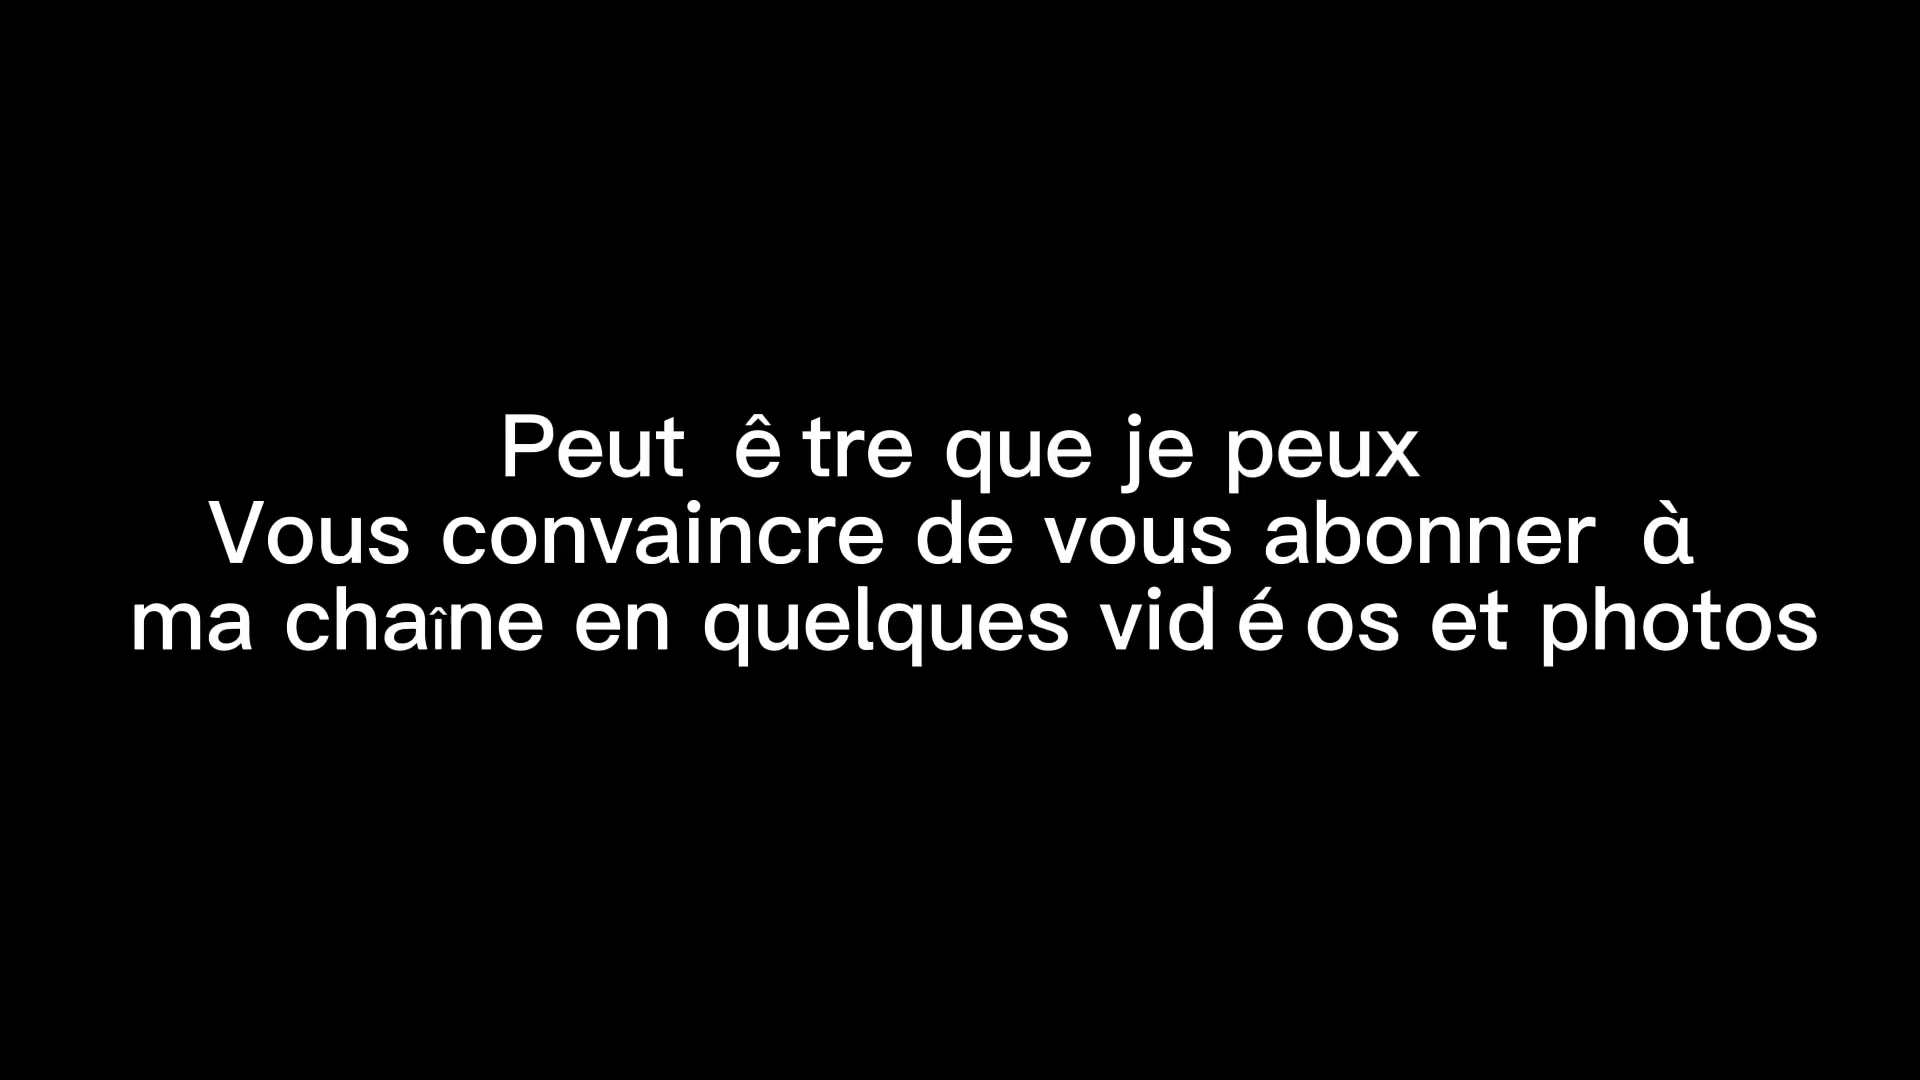 Peut être que je peux
Vous convaincre de vous abonner à
ma chaîne en quelques vidéos et photos